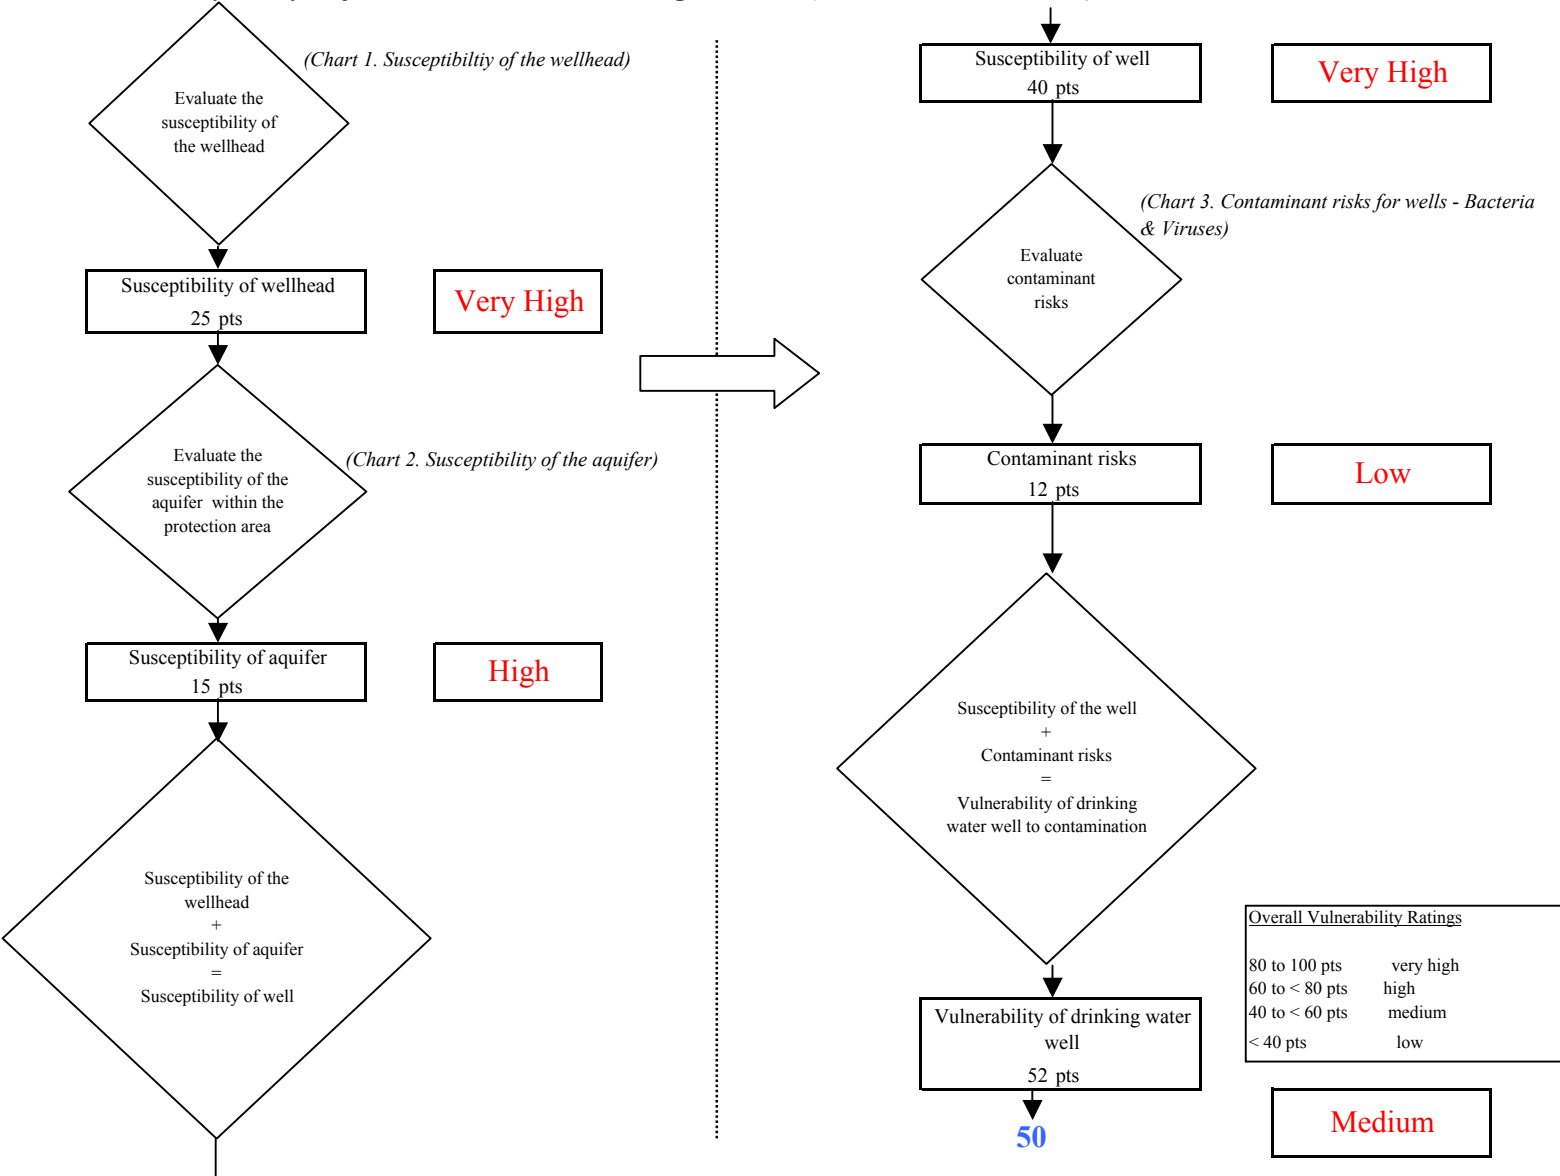 (Chart 1. Susceptibiltiy of the wellhead)
Evaluate the
susceptibility of
the wellhead
Susceptibility of wellhead
25 pts
Very High
(Chart 2. Susceptibility of the aquifer)
Evaluate the
susceptibility of the
aquifer within the
protection area
Susceptibility of aquifer
15 pts
High
Susceptibility of the
wellhead
+
Susceptibility of aquifer
=
Susceptibility of well
Susceptibility of well
40 pts
Very High
(Chart 3. Contaminant risks for wells - Bacteria
& Viruses)
Evaluate
contaminant
risks
Contaminant risks
12 pts
Low
Susceptibility of the well
+
Contaminant risks
=
Vulnerability of drinking
water well to contamination
Overall Vulnerability Ratings
80 to 100 pts very high
60 to < 80 pts high
40 to < 60 pts medium
< 40 pts low
Vulnerability of drinking water
well
52 pts
50
Medium